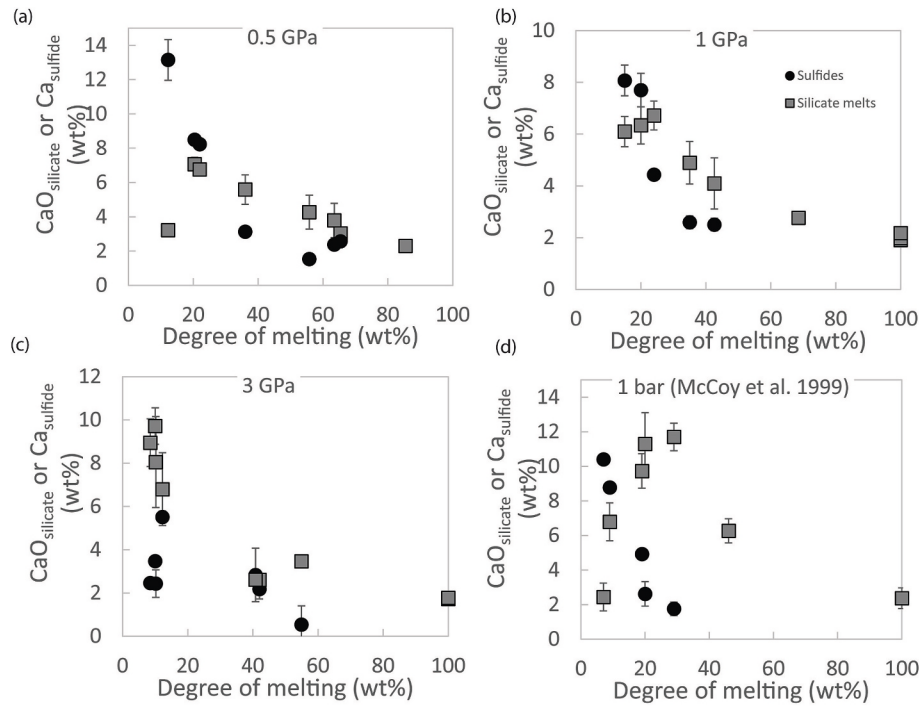 (a)
0.5 GPa
CaOsilicate or Casulfide
(wt%)
14
12
10
8
6
4
2
0
0 20 40 60 80 100
Degree of melting (wt%)
(b)
1 GPa
Sulfides
Silicate melts
CaOsilicate or Casulfide
(wt%)
10
8
6
4
2
0
0 20 40 60 80 100
Degree of melting (wt%)
(c)
3 GPa
CaOsilicate or Casulfide
(wt%)
12
10
8
6
4
2
0
0 20 40 60 80 100
Degree of melting (wt%)
(d)
1 bar (McCoy et al. 1999)
CaOsilicate or Casulfide
(wt%)
14
12
10
8
6
4
2
0
0 20 40 60 80 100
Degree of melting (wt%)